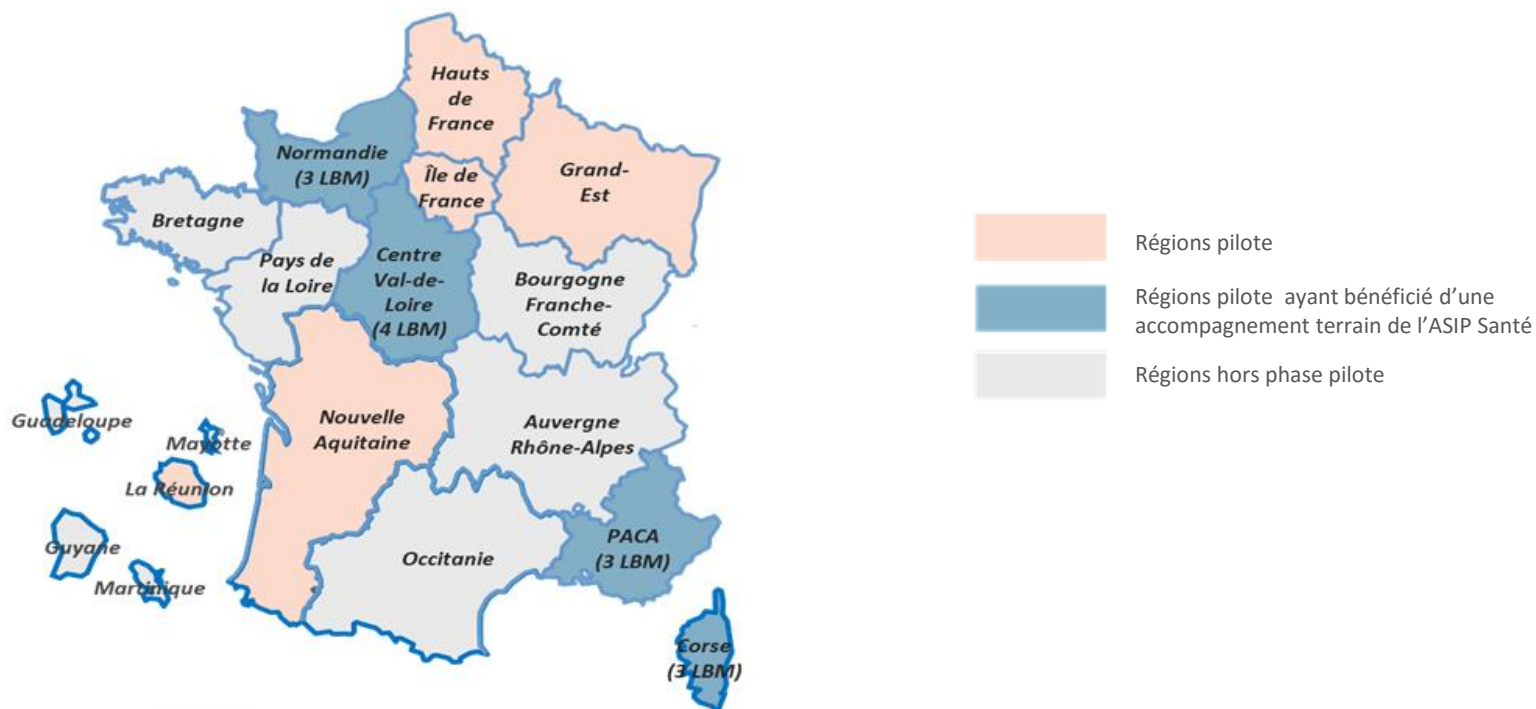 Hauts
de
France
Normandie
(3 LBM)
Île de
France
Grand-
Est
Bretagne
Pays de
la Loire
Centre
Val-de-
Loire
(4 LBM)
Bourgogne
Franche-
Comté
Nouvelle
Aquitaine
Auvergne
Rhône-Alpes
Guadeloupe
Mayotte
La Réunion
Guyane
Martinique
Occitanie
PACA
(3 LBM)
Corse
(3 LBM)
Régions pilote
Régions pilote ayant bénéficié d'une
accompagnement terrain de l'ASIP Santé
Régions hors phase pilote